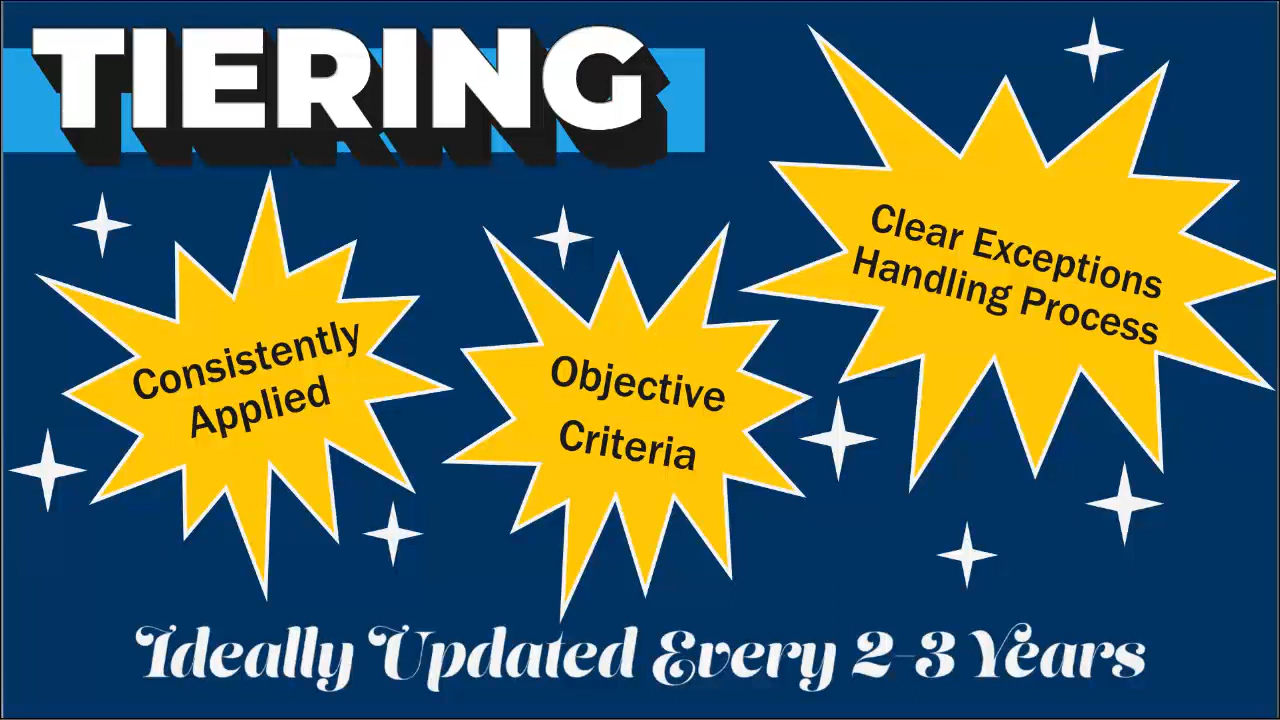 TIERING
Consistently
Applied
Objective
Criteria
Clear Exceptions
Handling Process
Ideally Updated Every 2-3 Years